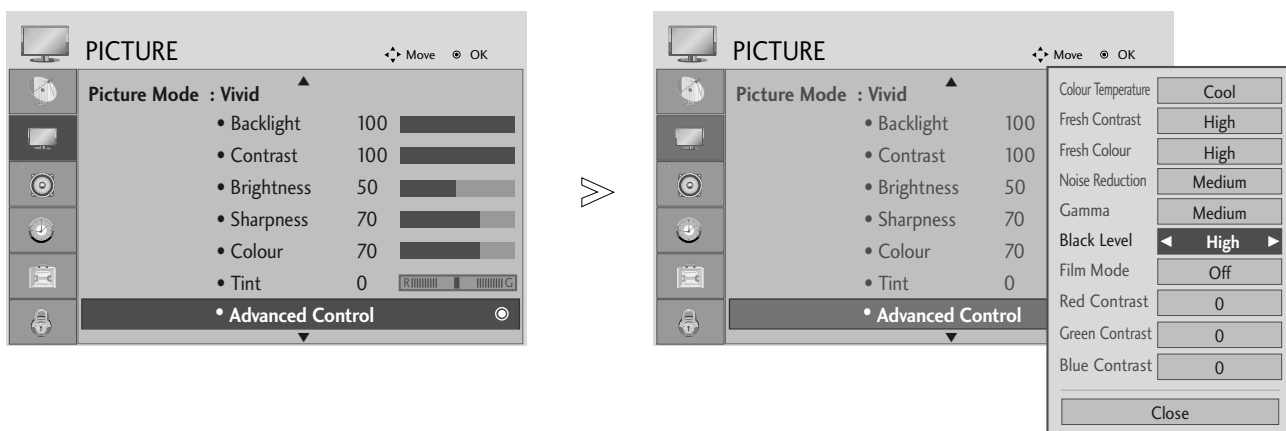 PICTURE
Move OK
Picture Mode : Vivid
• Backlight 100
• Contrast 100
• Brightness 50
• Sharpness 70
• Colour 70
• Tint 0 R G
• Advanced Control
PICTURE
Move OK
Picture Mode : Vivid
• Backlight 100
• Contrast 100
• Brightness 50
• Sharpness 70
• Colour 70
• Tint 0
• Advanced Control
Colour Temperature Cool
Fresh Contrast High
Fresh Colour High
Noise Reduction Medium
Gamma Medium
Black Level ◄ High ►
Film Mode Off
Red Contrast 0
Green Contrast 0
Blue Contrast 0
Close